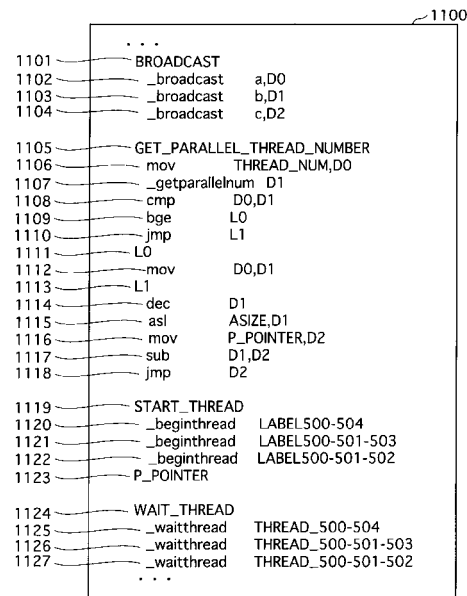 1100
. . .
1101 BROADCAST
1102 _broadcast a,D0
1103 _broadcast b,D1
1104 _broadcast c,D2
1105 GET_PARALLEL_THREAD_NUMBER
1106 mov THREAD_NUM,D0
1107 _getparallelnum D1
1108 cmp D0,D1
1109 bge L0
1110 jmp L1
1111 L0
1112 mov D0,D1
1113 L1
1114 dec D1
1115 asl ASIZE,D1
1116 mov P_POINTER,D2
1117 sub D1,D2
1118 jmp D2
1119 START_THREAD
1120 _beginthread LABEL500-504
1121 _beginthread LABEL500-501-503
1122 _beginthread LABEL500-501-502
1123 P_POINTER
1124 WAIT_THREAD
1125 _waitthread THREAD_500-504
1126 _waitthread THREAD_500-501-503
1127 _waitthread THREAD_500-501-502
. . .